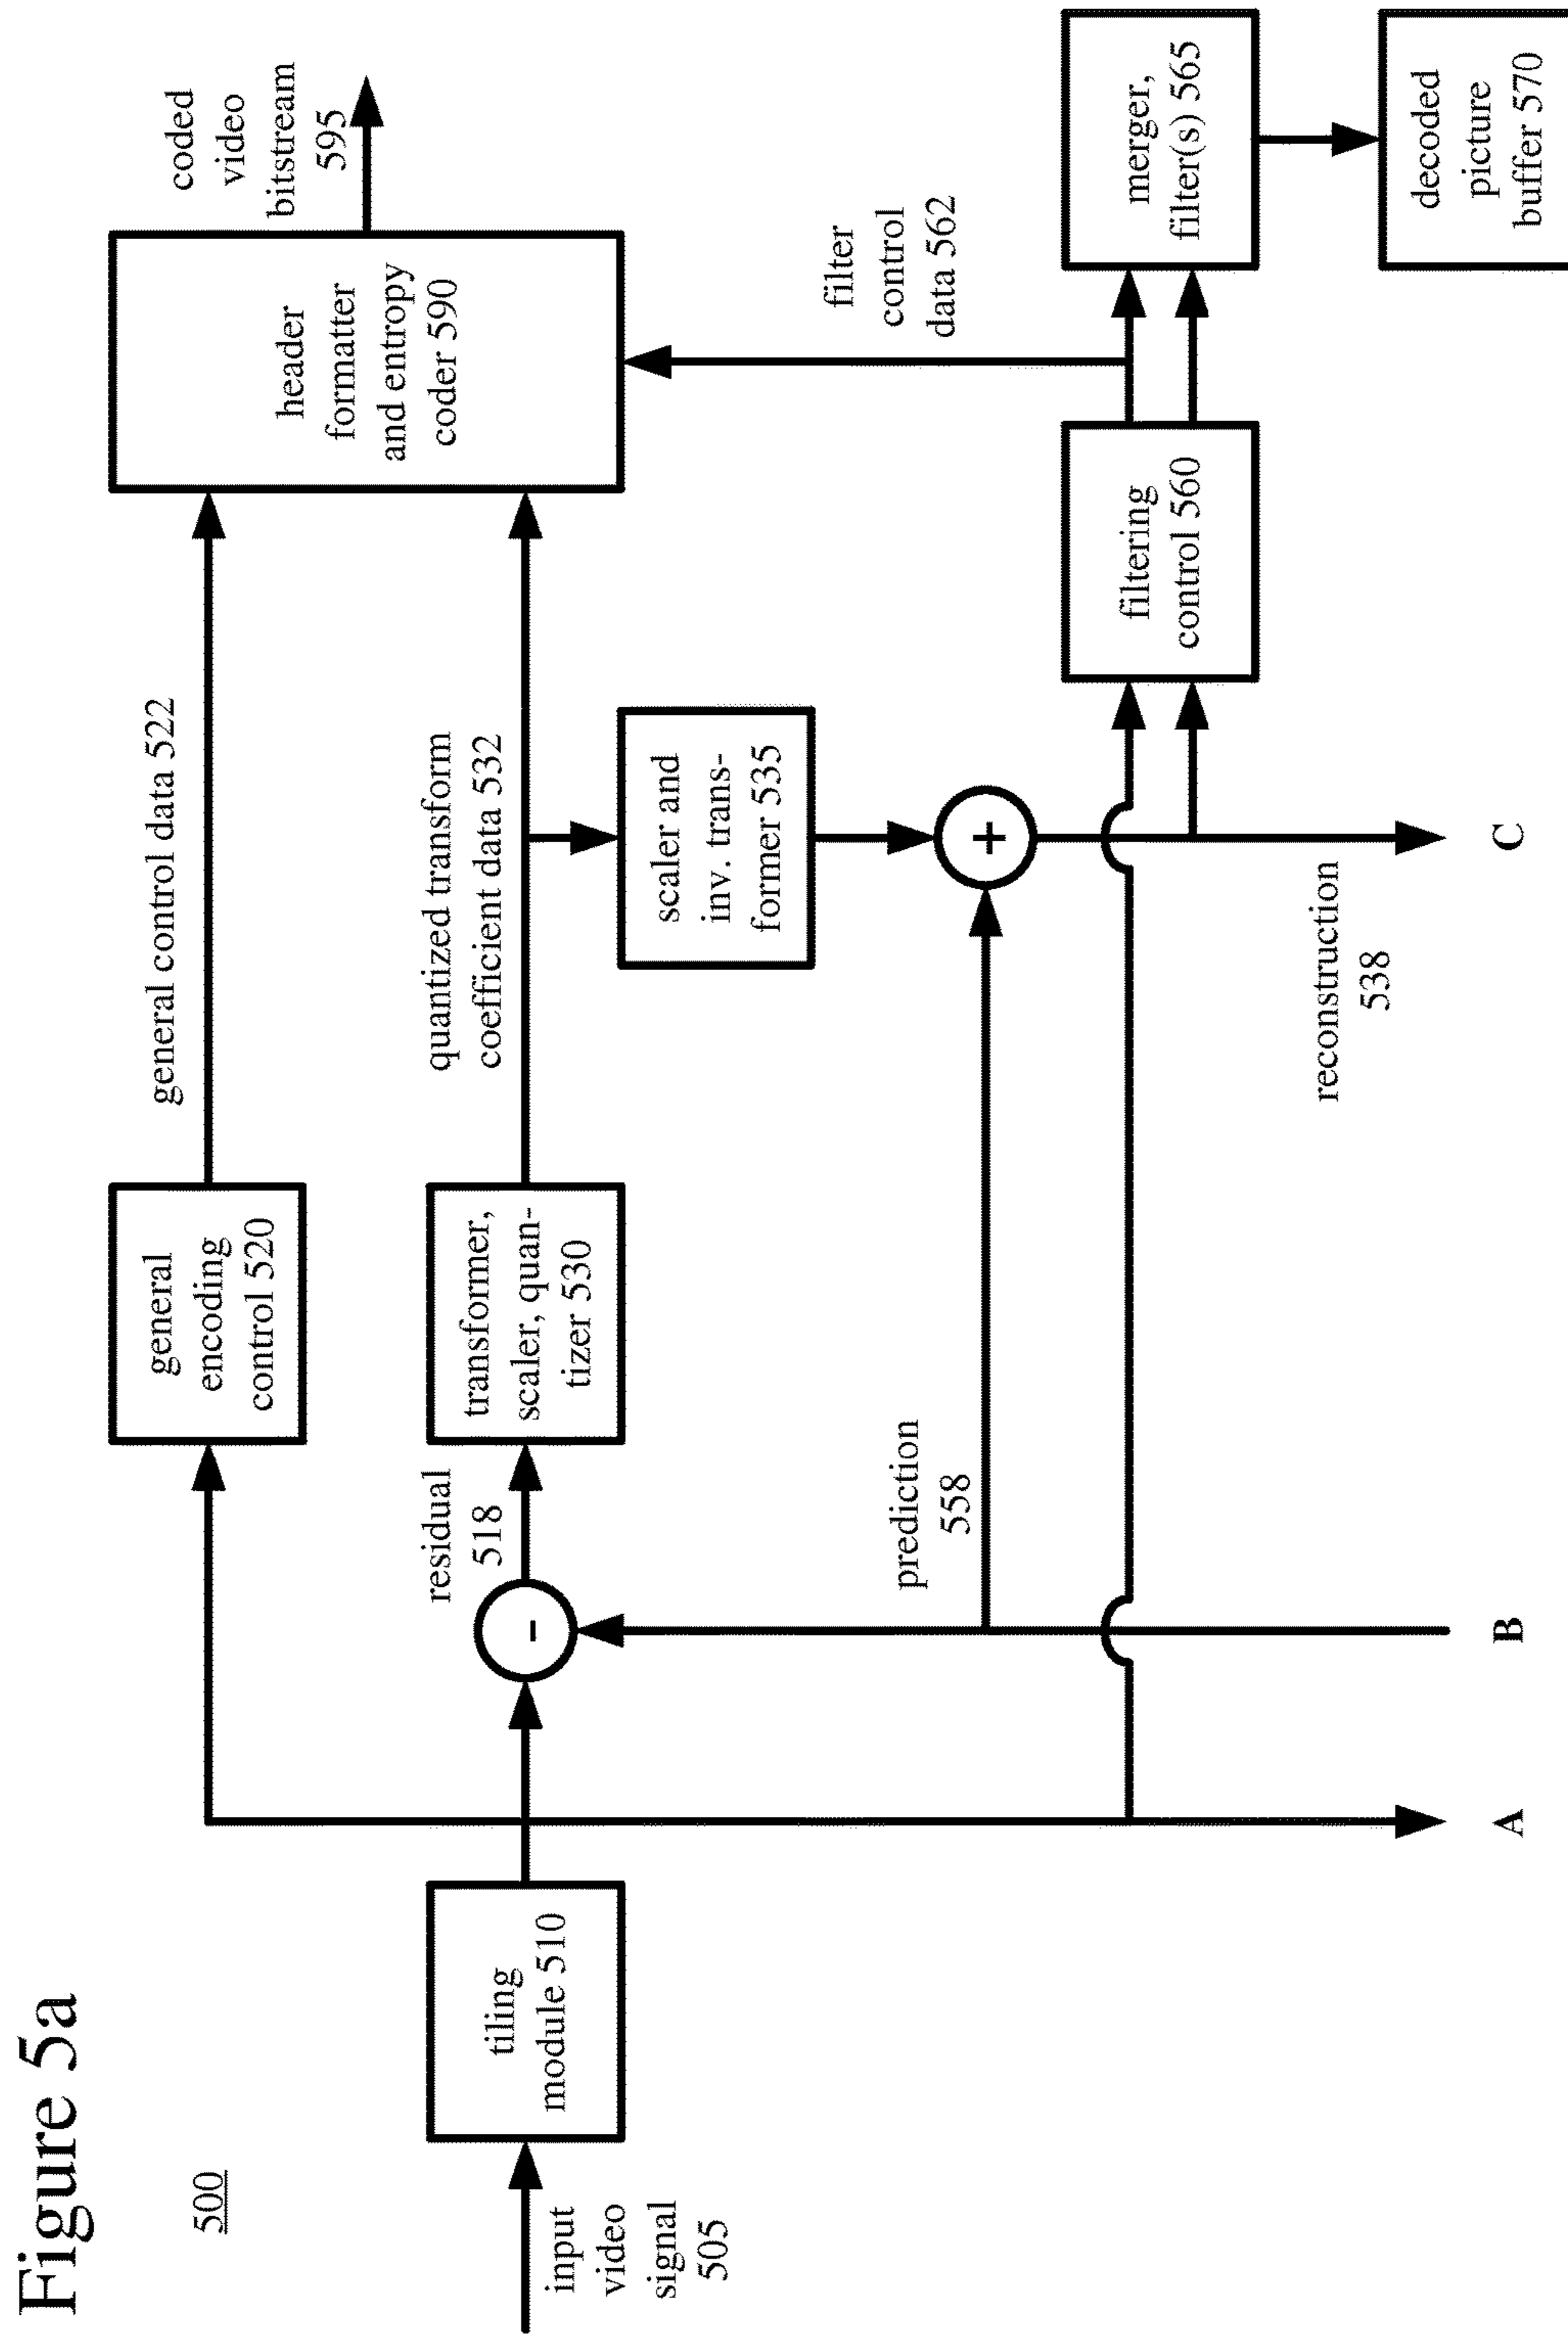 Figure 5a
500
input
video
signal 505
tiling
module 510
general
encoding
control 520
general control data 522
residual
518
-
transformer,
scaler, quan-
tizer 530
quantized transform
coefficient data 532
header
formatter
and entropy
coder 590
coded
video
bitstream
595
scaler and
inv. trans-
former 535
prediction
558
+
filter
control
data 562
filtering
control 560
merger,
filter(s) 565
decoded
picture
buffer 570
reconstruction
538
A
B
C